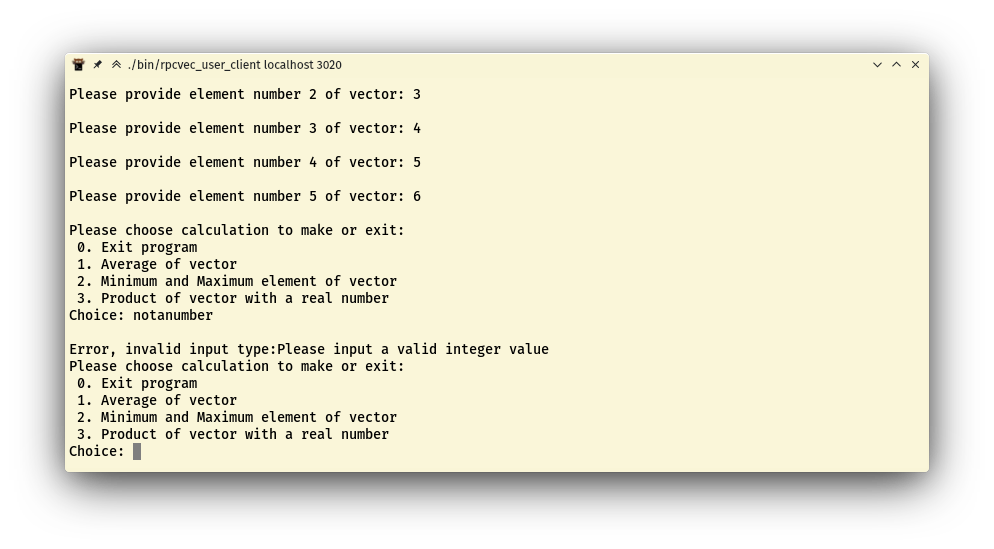 ./bin/rpcvec_user_client localhost 3020
Please provide element number 2 of vector: 3
Please provide element number 3 of vector: 4
Please provide element number 4 of vector: 5
Please provide element number 5 of vector: 6
Please choose calculation to make or exit:
0. Exit program
1. Average of vector
2. Minimum and Maximum element of vector
3. Product of vector with a real number
Choice: notanumber
Error, invalid input type:Please input a valid integer value
Please choose calculation to make or exit:
0. Exit program
1. Average of vector
2. Minimum and Maximum element of vector
3. Product of vector with a real number
Choice: